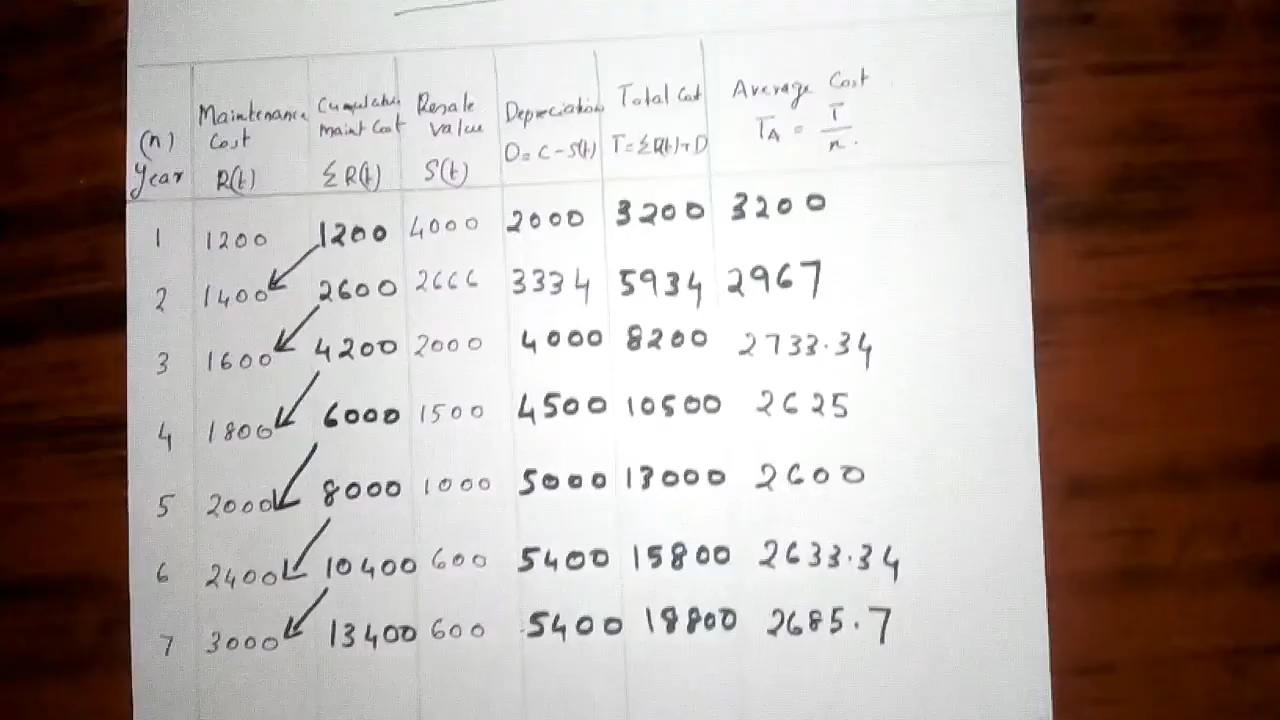 (n) Year Maintenance Cost R(t) Cumulative Maint Cost ΣR(t) Resale Value S(t) Depreciation D = C - S(t) Total Cost T = ΣR(t) + D Average Cost TA = T/n.
1 1200 1200 4000 2000 3200 3200
2 1400 2600 2666 3334 5934 2967
3 1600 4200 2000 4000 8200 2733.34
4 1800 6000 1500 4500 10500 2625
5 2000 8000 1000 5000 13000 2600
6 2400 10400 600 5400 15800 2633.34
7 3000 13400 600 5400 18800 2685.7